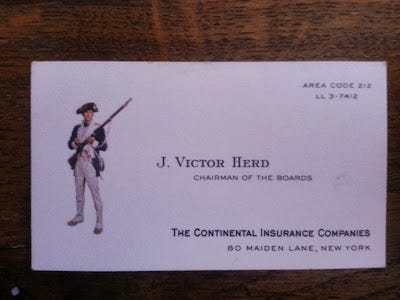 AREA CODE 212
LL 3-7412
J. VICTOR HERD
CHAIRMAN OF THE BOARDS
THE CONTINENTAL INSURANCE COMPANIES
80 MAIDEN LANE, NEW YORK